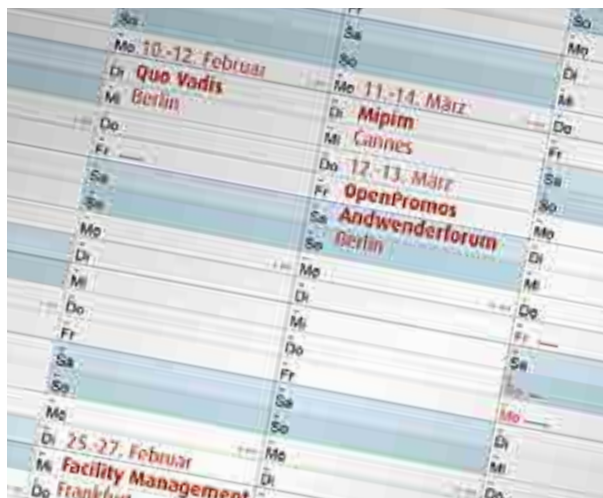 So
Mo 10.-12. Februar
Di Quo Vadis
Mi Berlin
Do
Fr
Sa
So
Mo
Di
Mi
Do
Fr
Sa
So
Mo
Di 25.-27. Februar
Mi Facility Management
Do Frankfurt
Fr
Sa
So
Mo 11.-14. März
Di Mipim
Mi Cannes
Do 12.-13. März
Fr OpenPromos
Sa Andwenderforum
So Berlin
Mo
Di
Mi
Do
Fr
Sa
So
Mo
Di
So
Mo
Di
Mi
Do
Fr
Sa
So
Mo
Di
Mi
Do
Fr
Sa
Mo
Di
Mi
Do